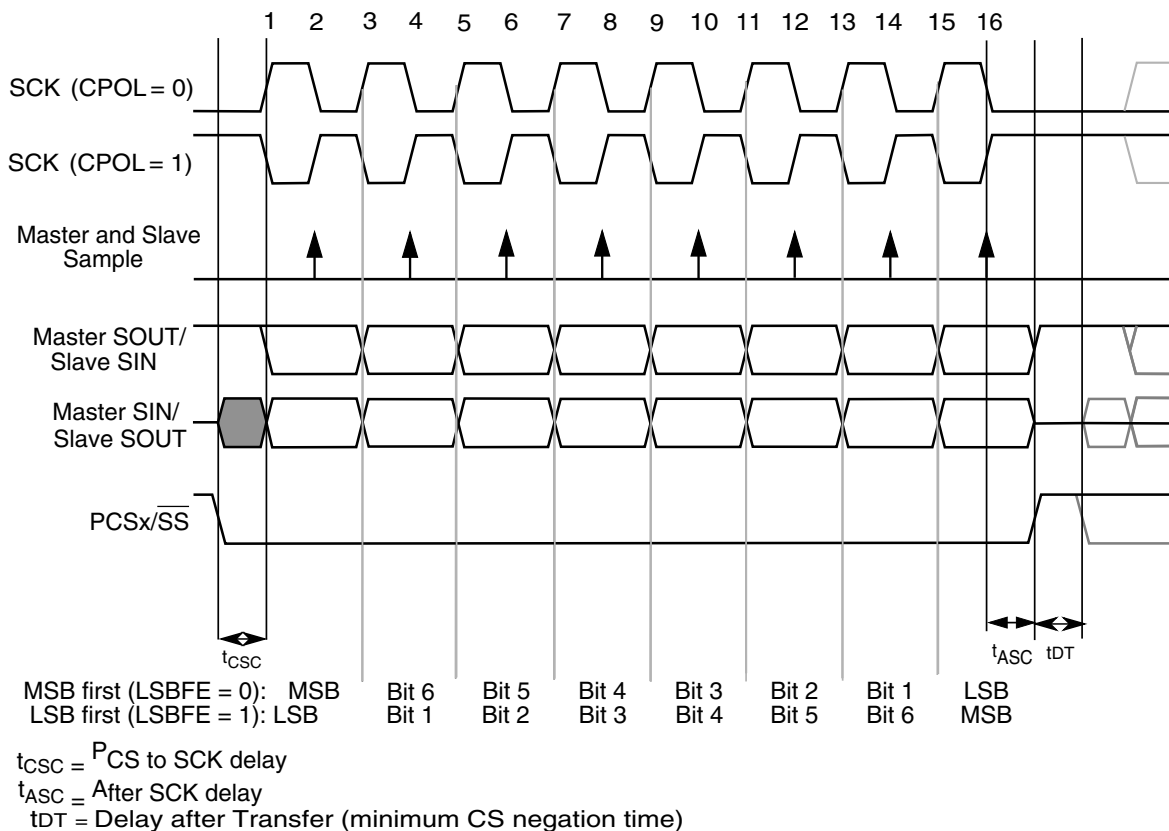 1 2 3 4 5 6 7 8 9 10 11 12 13 14 15 16
SCK (CPOL = 0)
SCK (CPOL = 1)
Master and Slave
Sample
Master SOUT/
Slave SIN
Master SIN/
Slave SOUT
PCSx/SS
tCSC
tASC
tDT
MSB first (LSBFE = 0): MSB Bit 6 Bit 5 Bit 4 Bit 3 Bit 2 Bit 1 LSB
LSB first (LSBFE = 1): LSB Bit 1 Bit 2 Bit 3 Bit 4 Bit 5 Bit 6 MSB
tCSC = PCS to SCK delay
tASC = After SCK delay
tDT = Delay after Transfer (minimum CS negation time)